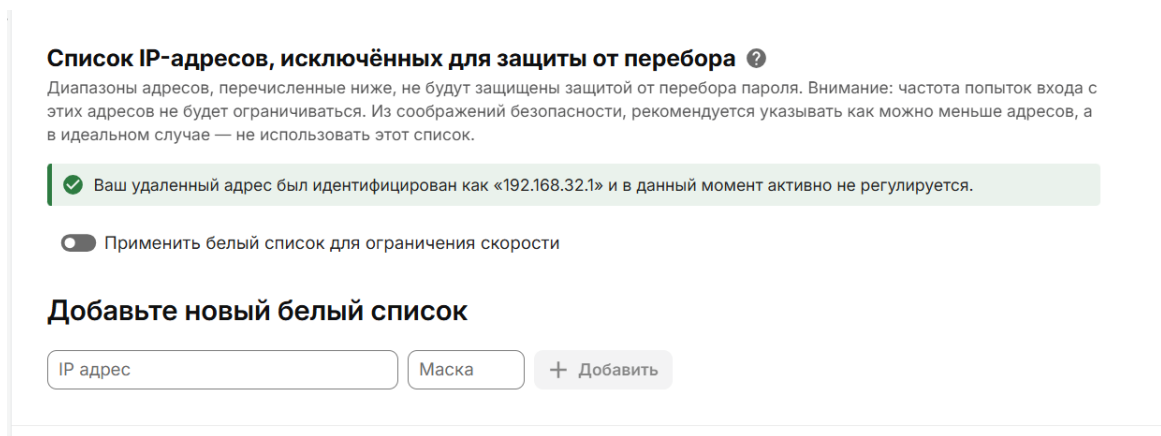 Список IP-адресов, исключённых для защиты от перебора ?
Диапазоны адресов, перечисленные ниже, не будут защищены защитой от перебора пароля. Внимание: частота попыток входа с
этих адресов не будет ограничиваться. Из соображений безопасности, рекомендуется указывать как можно меньше адресов, а
в идеальном случае — не использовать этот список.
Ваш удаленный адрес был идентифицирован как «192.168.32.1» и в данный момент активно не регулируется.
Применить белый список для ограничения скорости
Добавьте новый белый список
IP адрес
Маска
+ Добавить